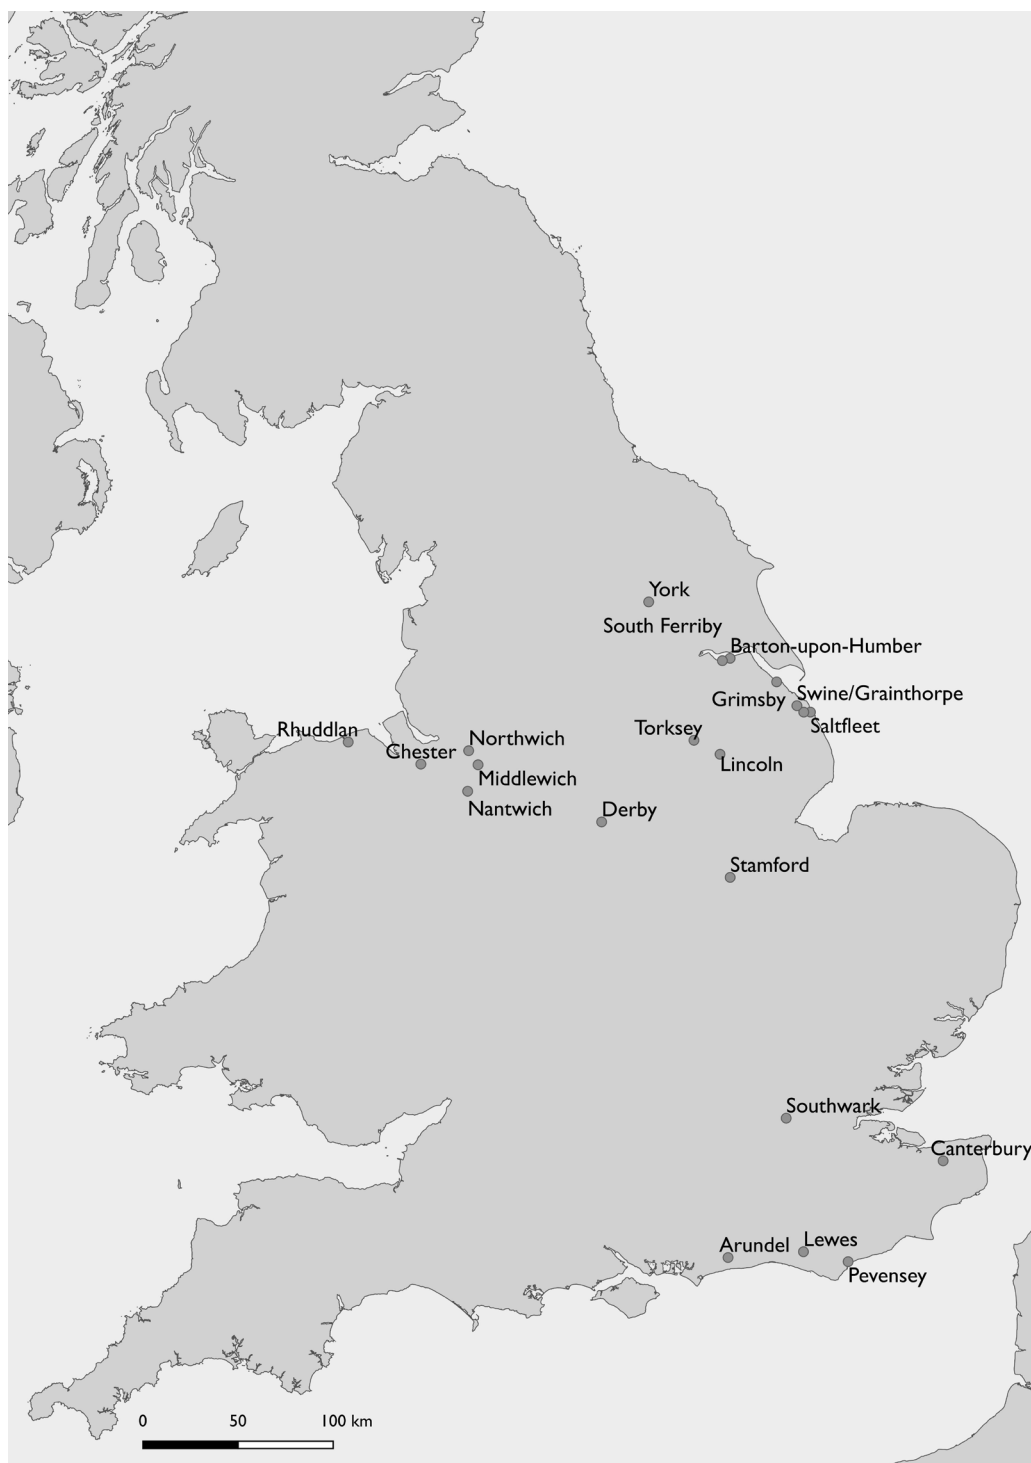 York
South Ferriby
Barton-upon-Humber
Swine/Grainthorpe
Grimsby
Saltfleet
Torksey
Rhuddlan
Northwich
Chester
Lincoln
Middlewich
Nantwich
Derby
Stamford
Southwark
Canterbury
Lewes
Arundel
Pevensey
0 50 100 km